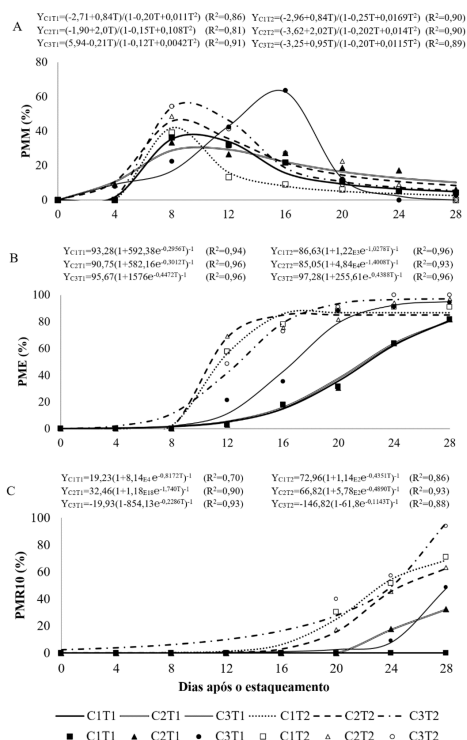 Y_C1T1=(-2,71+0,84T)/(1-0,20T+0,011T²) (R²=0,86) Y_C1T2=(-2,96+0,84T)/(1-0,25T+0,0169T²) (R²=0,90)
A
Y_C2T1=(-1,90+2,0T)/(1-0,15T+0,108T²) (R²=0,81) Y_C2T2=(-3,62+2,02T)/(1-0,202T+0,014T²) (R²=0,90)
Y_C3T1=(5,94-0,21T)/(1-0,12T+0,0042T²) (R²=0,91) Y_C3T2=(-3,25+0,95T)/(1-0,20T+0,0115T²) (R²=0,89)
PMM (%)
80
60
40
20
0
0 4 8 12 16 20 24 28
Y_C1T1=93,28(1+592,38e^-0,2956T)^-1 (R²=0,94) Y_C1T2=86,63(1+1,22_E3e^-1,0278T)^-1 (R²=0,96)
B
Y_C2T1=90,75(1+582,16e^-0,3012T)^-1 (R²=0,96) Y_C2T2=85,05(1+4,84_E4e^-1,4008T)^-1 (R²=0,93)
Y_C3T1=95,67(1+1576e^-0,4472T)^-1 (R²=0,96) Y_C3T2=97,28(1+255,61e^-0,4388T)^-1 (R²=0,96)
PME (%)
100
80
60
40
20
0
0 4 8 12 16 20 24 28
Y_C1T1=19,23(1+8,14_E4e^-0,8172T)^-1 (R²=0,70) Y_C1T2=72,96(1+1,14_E2e^-0,4351T)^-1 (R²=0,86)
C
Y_C2T1=32,46(1+1,18_E18e^-1,740T)^-1 (R²=0,90) Y_C2T2=66,82(1+5,78_E2e^-0,4890T)^-1 (R²=0,93)
Y_C3T1=-19,93(1-854,13e^-0,2286T)^-1 (R²=0,93) Y_C3T2=-146,82(1-61,8e^-0,1143T)^-1 (R²=0,88)
PMR10 (%)
100
80
60
40
20
0
0 4 8 12 16 20 24 28
Dias após o estaqueamento
C1T1 C2T1 C3T1 C1T2 C2T2 C3T2
C1T1 C2T1 C3T1 C1T2 C2T2 C3T2